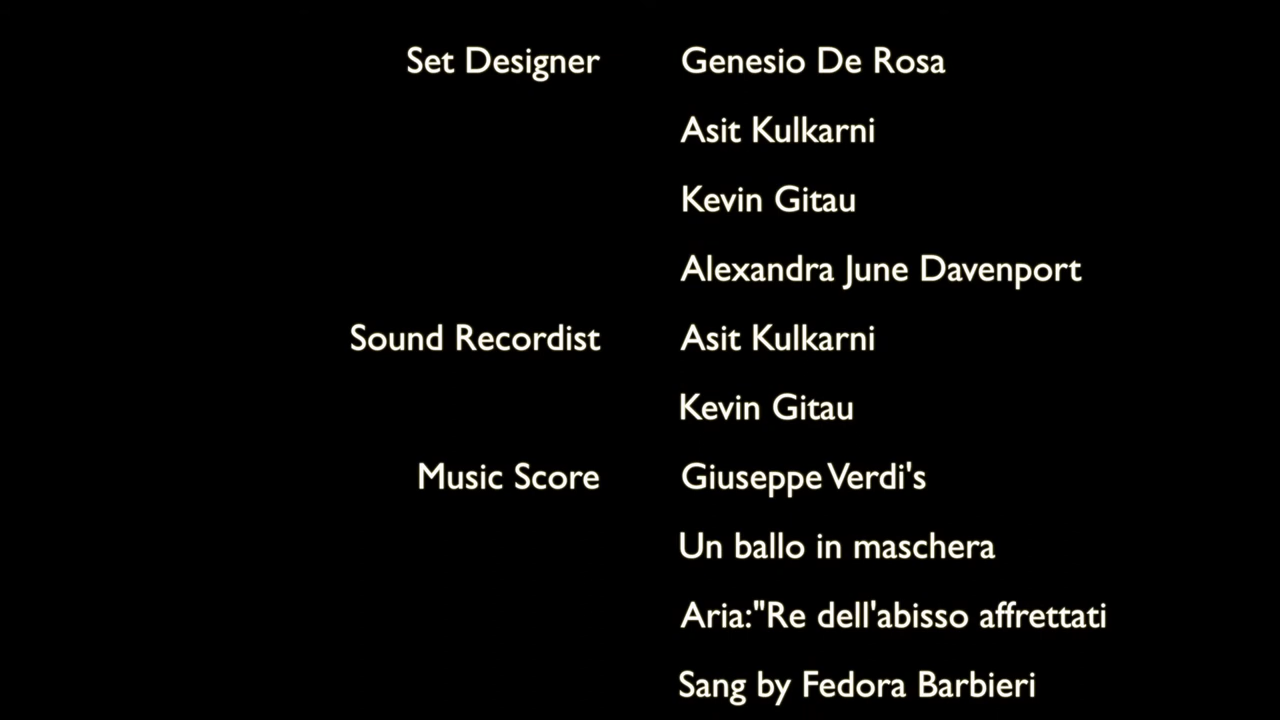 Set Designer Genesio De Rosa
Asit Kulkarni
Kevin Gitau
Alexandra June Davenport
Sound Recordist Asit Kulkarni
Kevin Gitau
Music Score Giuseppe Verdi's
Un ballo in maschera
Aria:"Re dell'abisso affrettati
Sang by Fedora Barbieri